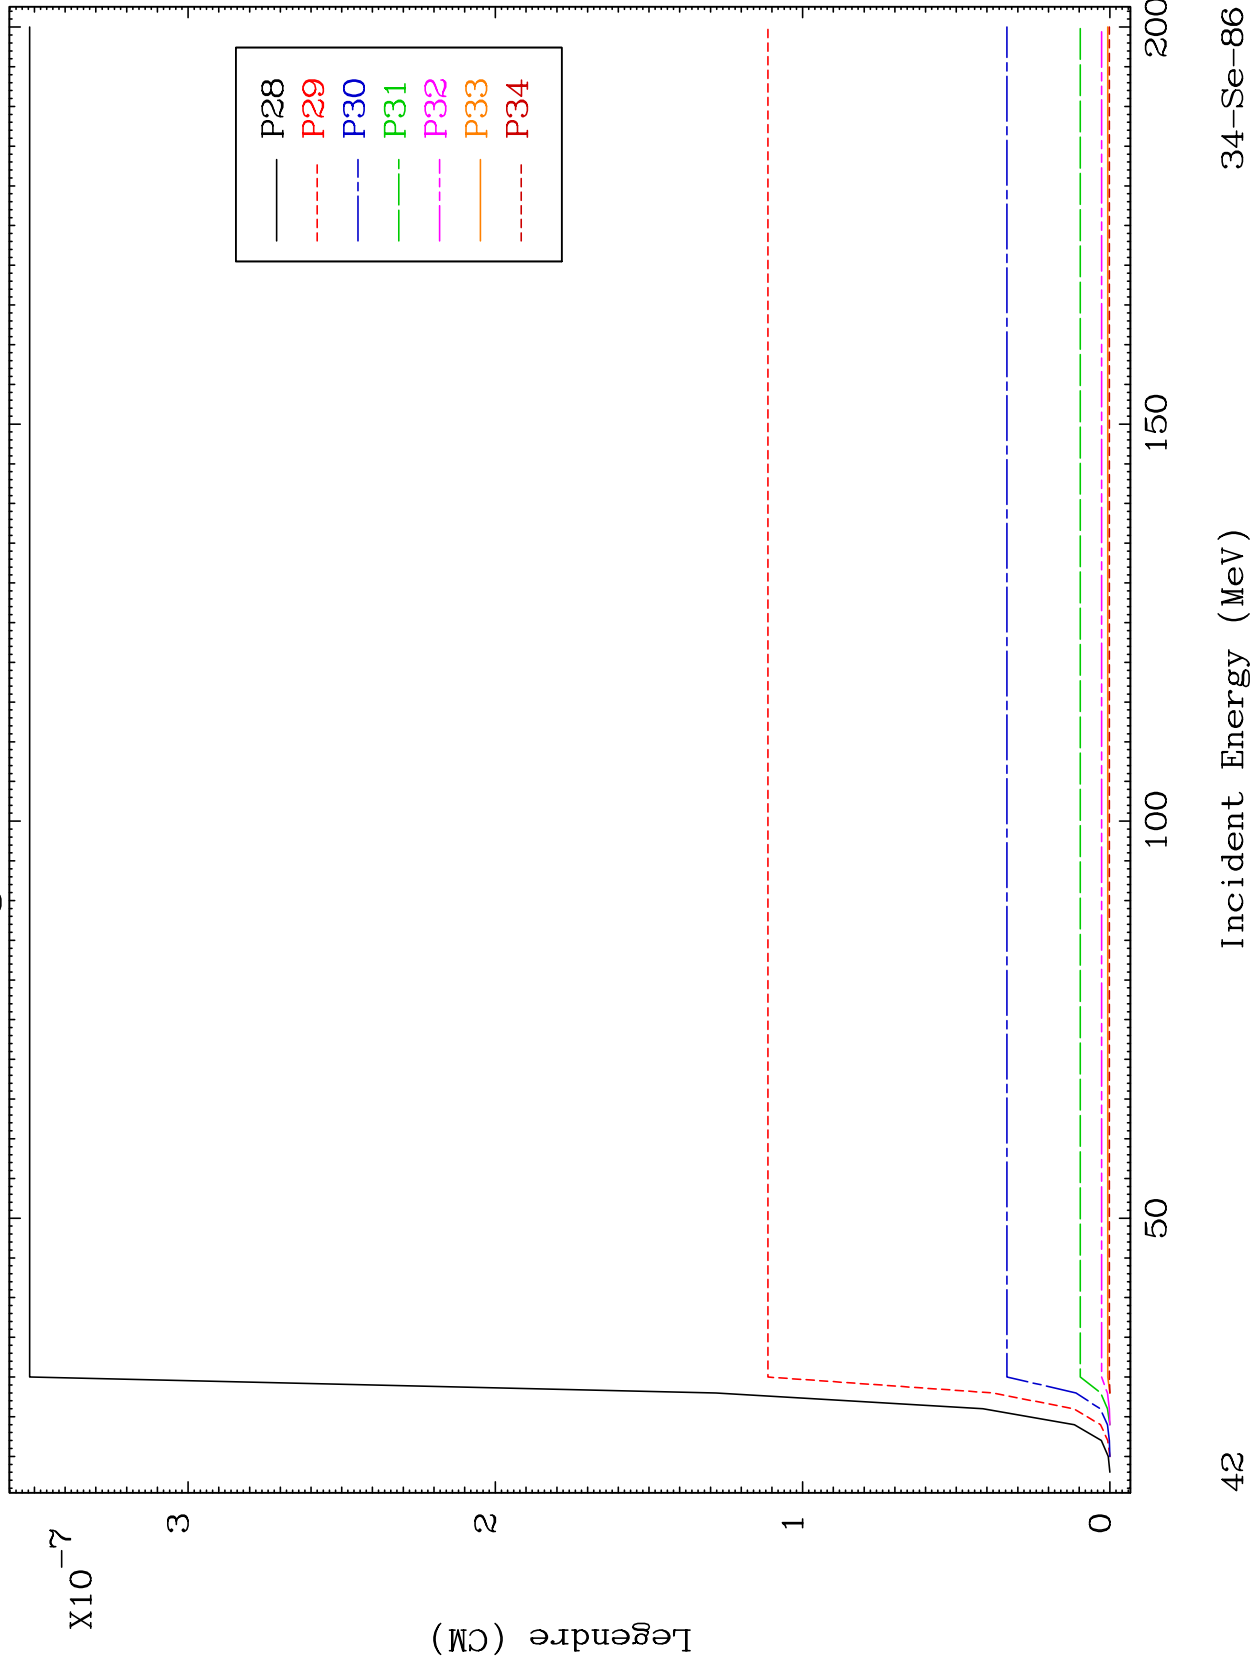 X10-7
3
2
1
0
Legendre (CM)
P28
P29
P30
P31
P32
P33
P34
50
100
150
200
Incident Energy (MeV)
42
34-Se-86